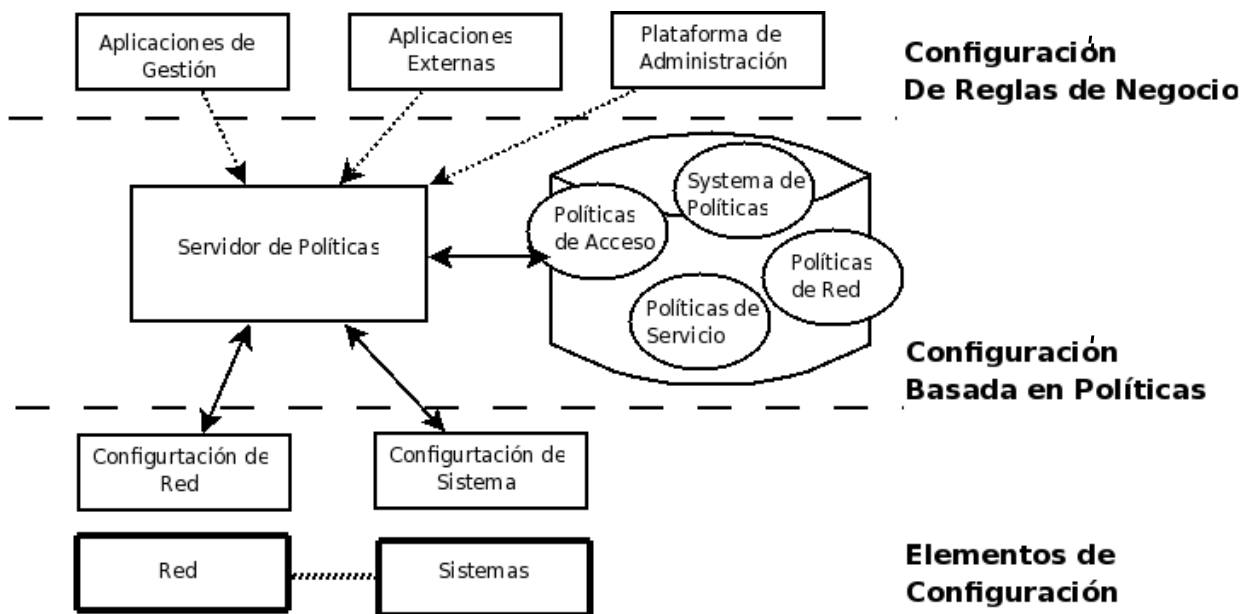 Aplicaciones de
Gestión
Aplicaciones
Externas
Plataforma de
Administración
Configuración
De Reglas de Negocio
Servidor de Políticas
Políticas
de Acceso
Systema de
Políticas
Políticas
de Red
Políticas de
Servicio
Configuración
Basada en Políticas
Configurtación de
Red
Configurtación de
Sistema
Red
Sistemas
Elementos de
Configuración